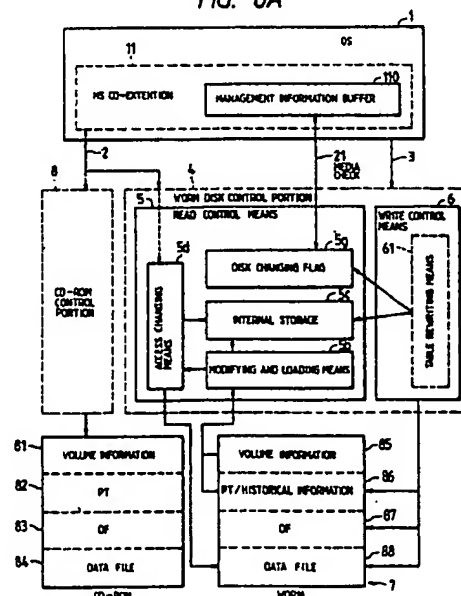 FIG. 6A
1
11
OS
MS CD-EXTENTION
110
MANAGEMENT INFORMATION BUFFER
2
21
MEDIA
CHECK
3
8
4
WORM DISK CONTROL PORTION
5
READ CONTROL MEANS
6
WRITE CONTROL
MEANS
61
5d
5a
DISK CHANGING FLAG
CD-ROM
CONTROL
PORTION
ACCESS CHANGING
MEANS
5c
INTERNAL STORAGE
TABLE REWRITING MEANS
5b
MODIFYING AND LOADING MEANS
81
VOLUME INFORMATION
82
PT
83
DF
84
DATA FILE
CD-ROM
VOLUME INFORMATION
85
PT/HISTORICAL INFORMATION
86
DF
87
DATA FILE
88
WORM
7